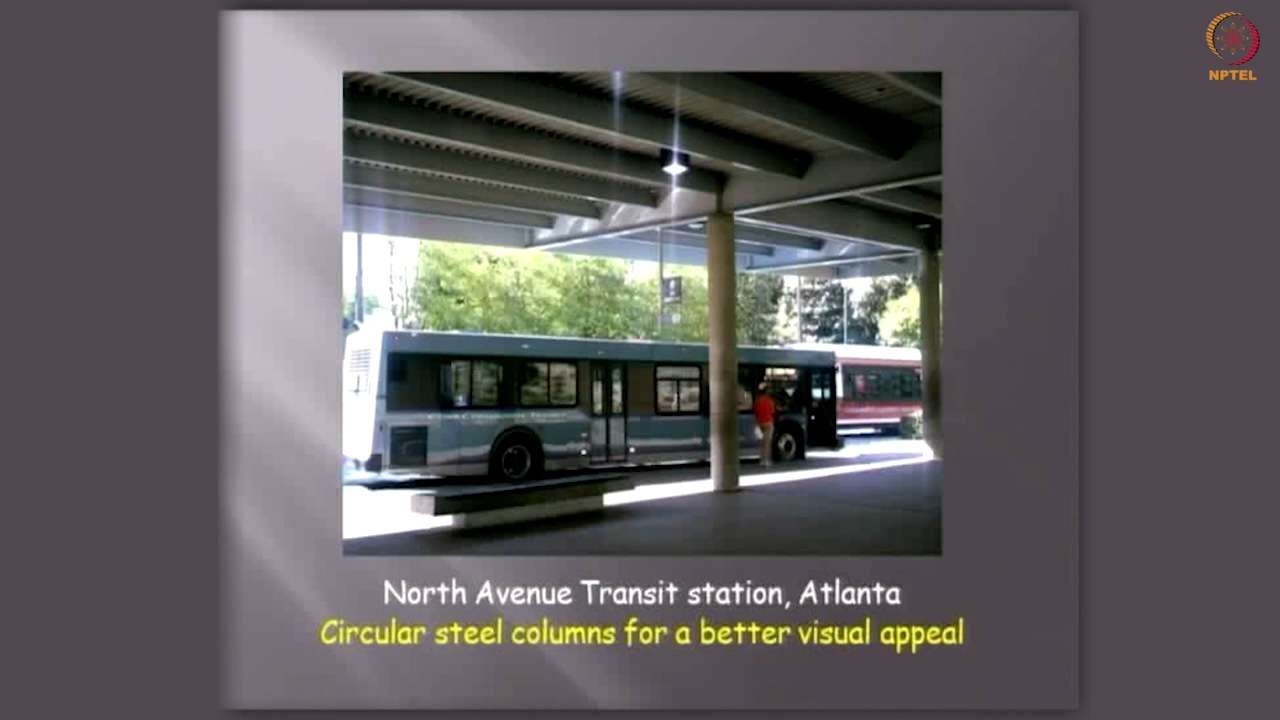 NPTEL
North Avenue Transit station, Atlanta
Circular steel columns for a better visual appeal